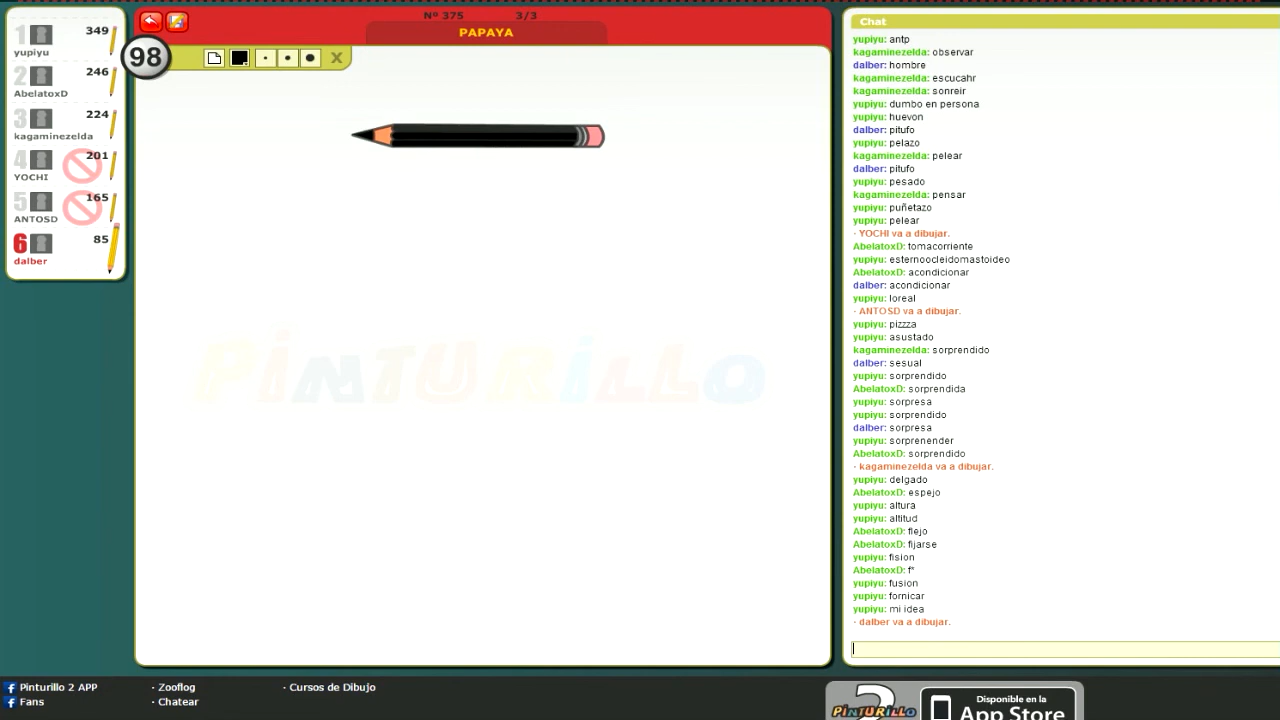 1 349
yupiyu
2 246
AbelatoxD
3 224
kagaminezelda
4 201
YOCHI
5 165
ANTOSD
6 85
dalber
Nº 375 3/3
PAPAYA
98
X
PINTURILLO
Chat
yupiyu: antp
kagaminezelda: observar
dalber: hombre
kagaminezelda: escucahr
kagaminezelda: sonreir
yupiyu: dumbo en persona
yupiyu: huevon
dalber: pitufo
yupiyu: pelazo
kagaminezelda: pelear
dalber: pitufo
yupiyu: pesado
kagaminezelda: pensar
yupiyu: puñetazo
yupiyu: pelear
· YOCHI va a dibujar.
AbelatoxD: tomacorriente
yupiyu: esternoocleidomastoideo
AbelatoxD: acondicionar
dalber: acondicionar
yupiyu: loreal
· ANTOSD va a dibujar.
yupiyu: pizzza
yupiyu: asustado
kagaminezelda: sorprendido
dalber: sesual
yupiyu: sorprendido
AbelatoxD: sorprendida
yupiyu: sorpresa
yupiyu: sorprendido
dalber: sorpresa
yupiyu: sorprenender
AbelatoxD: sorprendido
· kagaminezelda va a dibujar.
yupiyu: delgado
AbelatoxD: espejo
yupiyu: altura
yupiyu: altitud
AbelatoxD: flejo
AbelatoxD: fijarse
yupiyu: fision
AbelatoxD: f*
yupiyu: fusion
yupiyu: fornicar
yupiyu: mi idea
· dalber va a dibujar.
f Pinturillo 2 APP · Zooflog · Cursos de Dibujo
f Fans · Chatear
2
PINTURILLO
Disponible en la
App Store